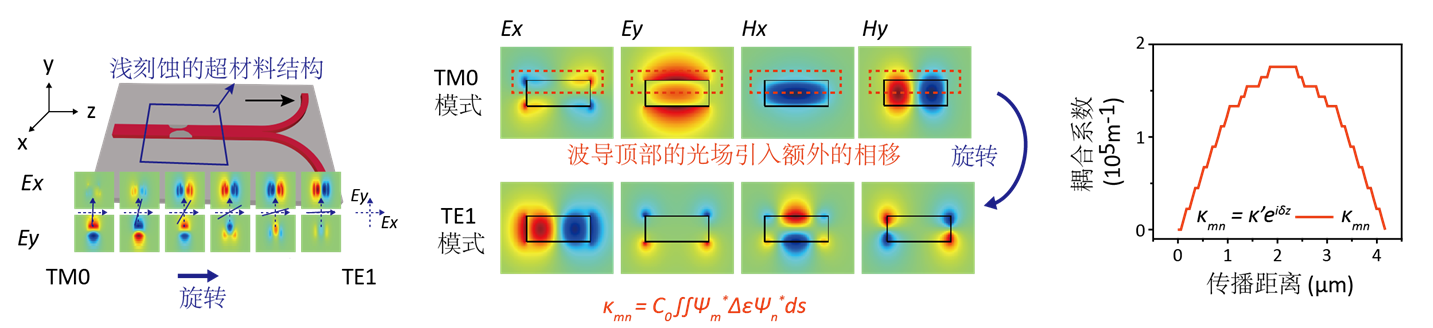 浅刻蚀的超材料结构
y
z
x
Ex
Ey
Ey
Ex
TM0
TE1
旋转
Ex
Ey
Hx
Hy
TM0
模式
波导顶部的光场引入额外的相移
旋转
TE1
模式
κmn = C0∬Ψm*ΔεΨn*ds
耦合系数
(10⁵m-1)
2
1
0
κmn = κ′e^iδz
κmn
0
1
2
3
4
传播距离 (μm)